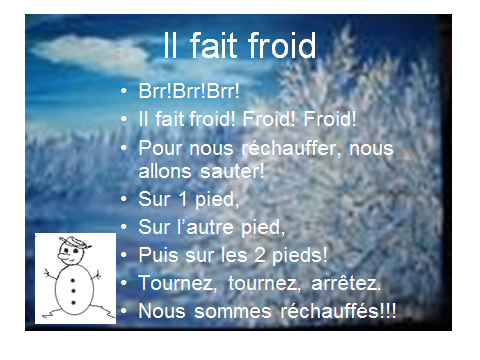 Il fait froid
• Brr!Brr!Brr!
• Il fait froid! Froid! Froid!
• Pour nous réchauffer, nous
allons sauter!
• Sur 1 pied,
• Sur l'autre pied,
• Puis sur les 2 pieds!
• Tournez, tournez, arrêtez.
• Nous sommes réchauffés!!!